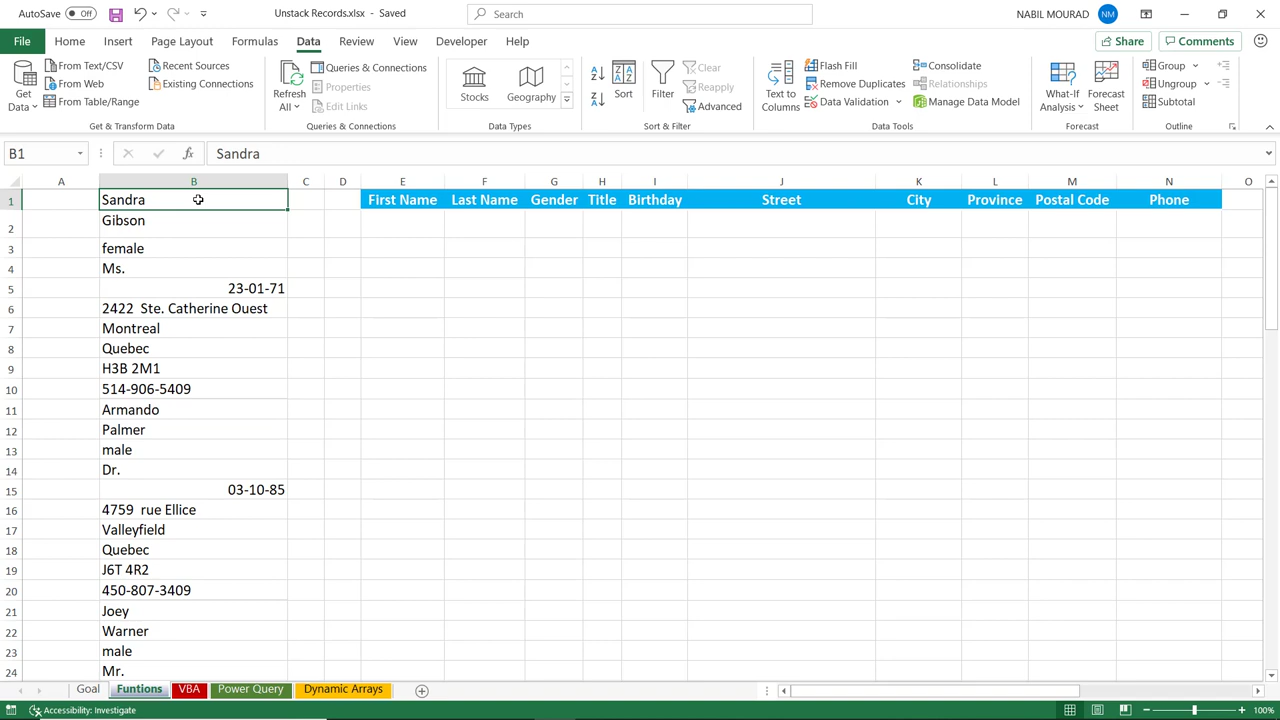 AutoSave Off Unstack Records.xlsx - Saved Search NABIL MOURAD NM
File Home Insert Page Layout Formulas Data Review View Developer Help Share Comments
Get Data From Text/CSV Recent Sources Refresh All Queries & Connections Stocks Geography Sort Filter Clear Text to Columns Flash Fill Consolidate What-If Analysis Forecast Sheet Group
From Web Existing Connections Properties Reapply Remove Duplicates Relationships Ungroup
From Table/Range Edit Links Advanced Data Validation Manage Data Model Subtotal
Get & Transform Data Queries & Connections Data Types Sort & Filter Data Tools Forecast Outline
B1 fx Sandra
A B C D E F G H I J K L M N O
1 Sandra First Name Last Name Gender Title Birthday Street City Province Postal Code Phone
2 Gibson
3 female
4 Ms.
5 23-01-71
6 2422 Ste. Catherine Ouest
7 Montreal
8 Quebec
9 H3B 2M1
10 514-906-5409
11 Armando
12 Palmer
13 male
14 Dr.
15 03-10-85
16 4759 rue Ellice
17 Valleyfield
18 Quebec
19 J6T 4R2
20 450-807-3409
21 Joey
22 Warner
23 male
24 Mr.
Goal Funtions VBA Power Query Dynamic Arrays
Accessibility: Investigate 100%